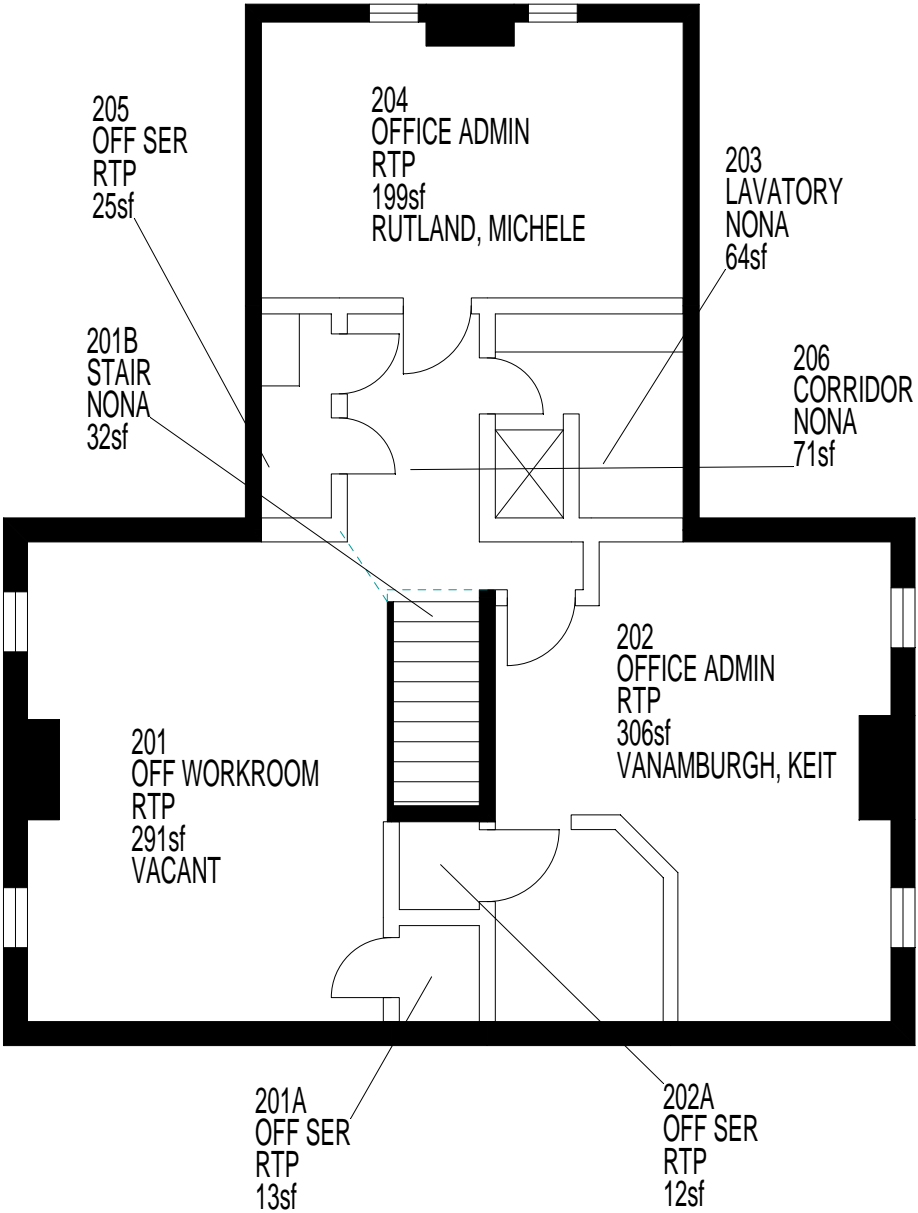 205
OFF SER
RTP
25sf
204
OFFICE ADMIN
RTP
199sf
RUTLAND, MICHELE
203
LAVATORY
NONA
64sf
201B
STAIR
NONA
32sf
206
CORRIDOR
NONA
71sf
201
OFF WORKROOM
RTP
291sf
VACANT
202
OFFICE ADMIN
RTP
306sf
VANAMBURGH, KEIT
201A
OFF SER
RTP
13sf
202A
OFF SER
RTP
12sf